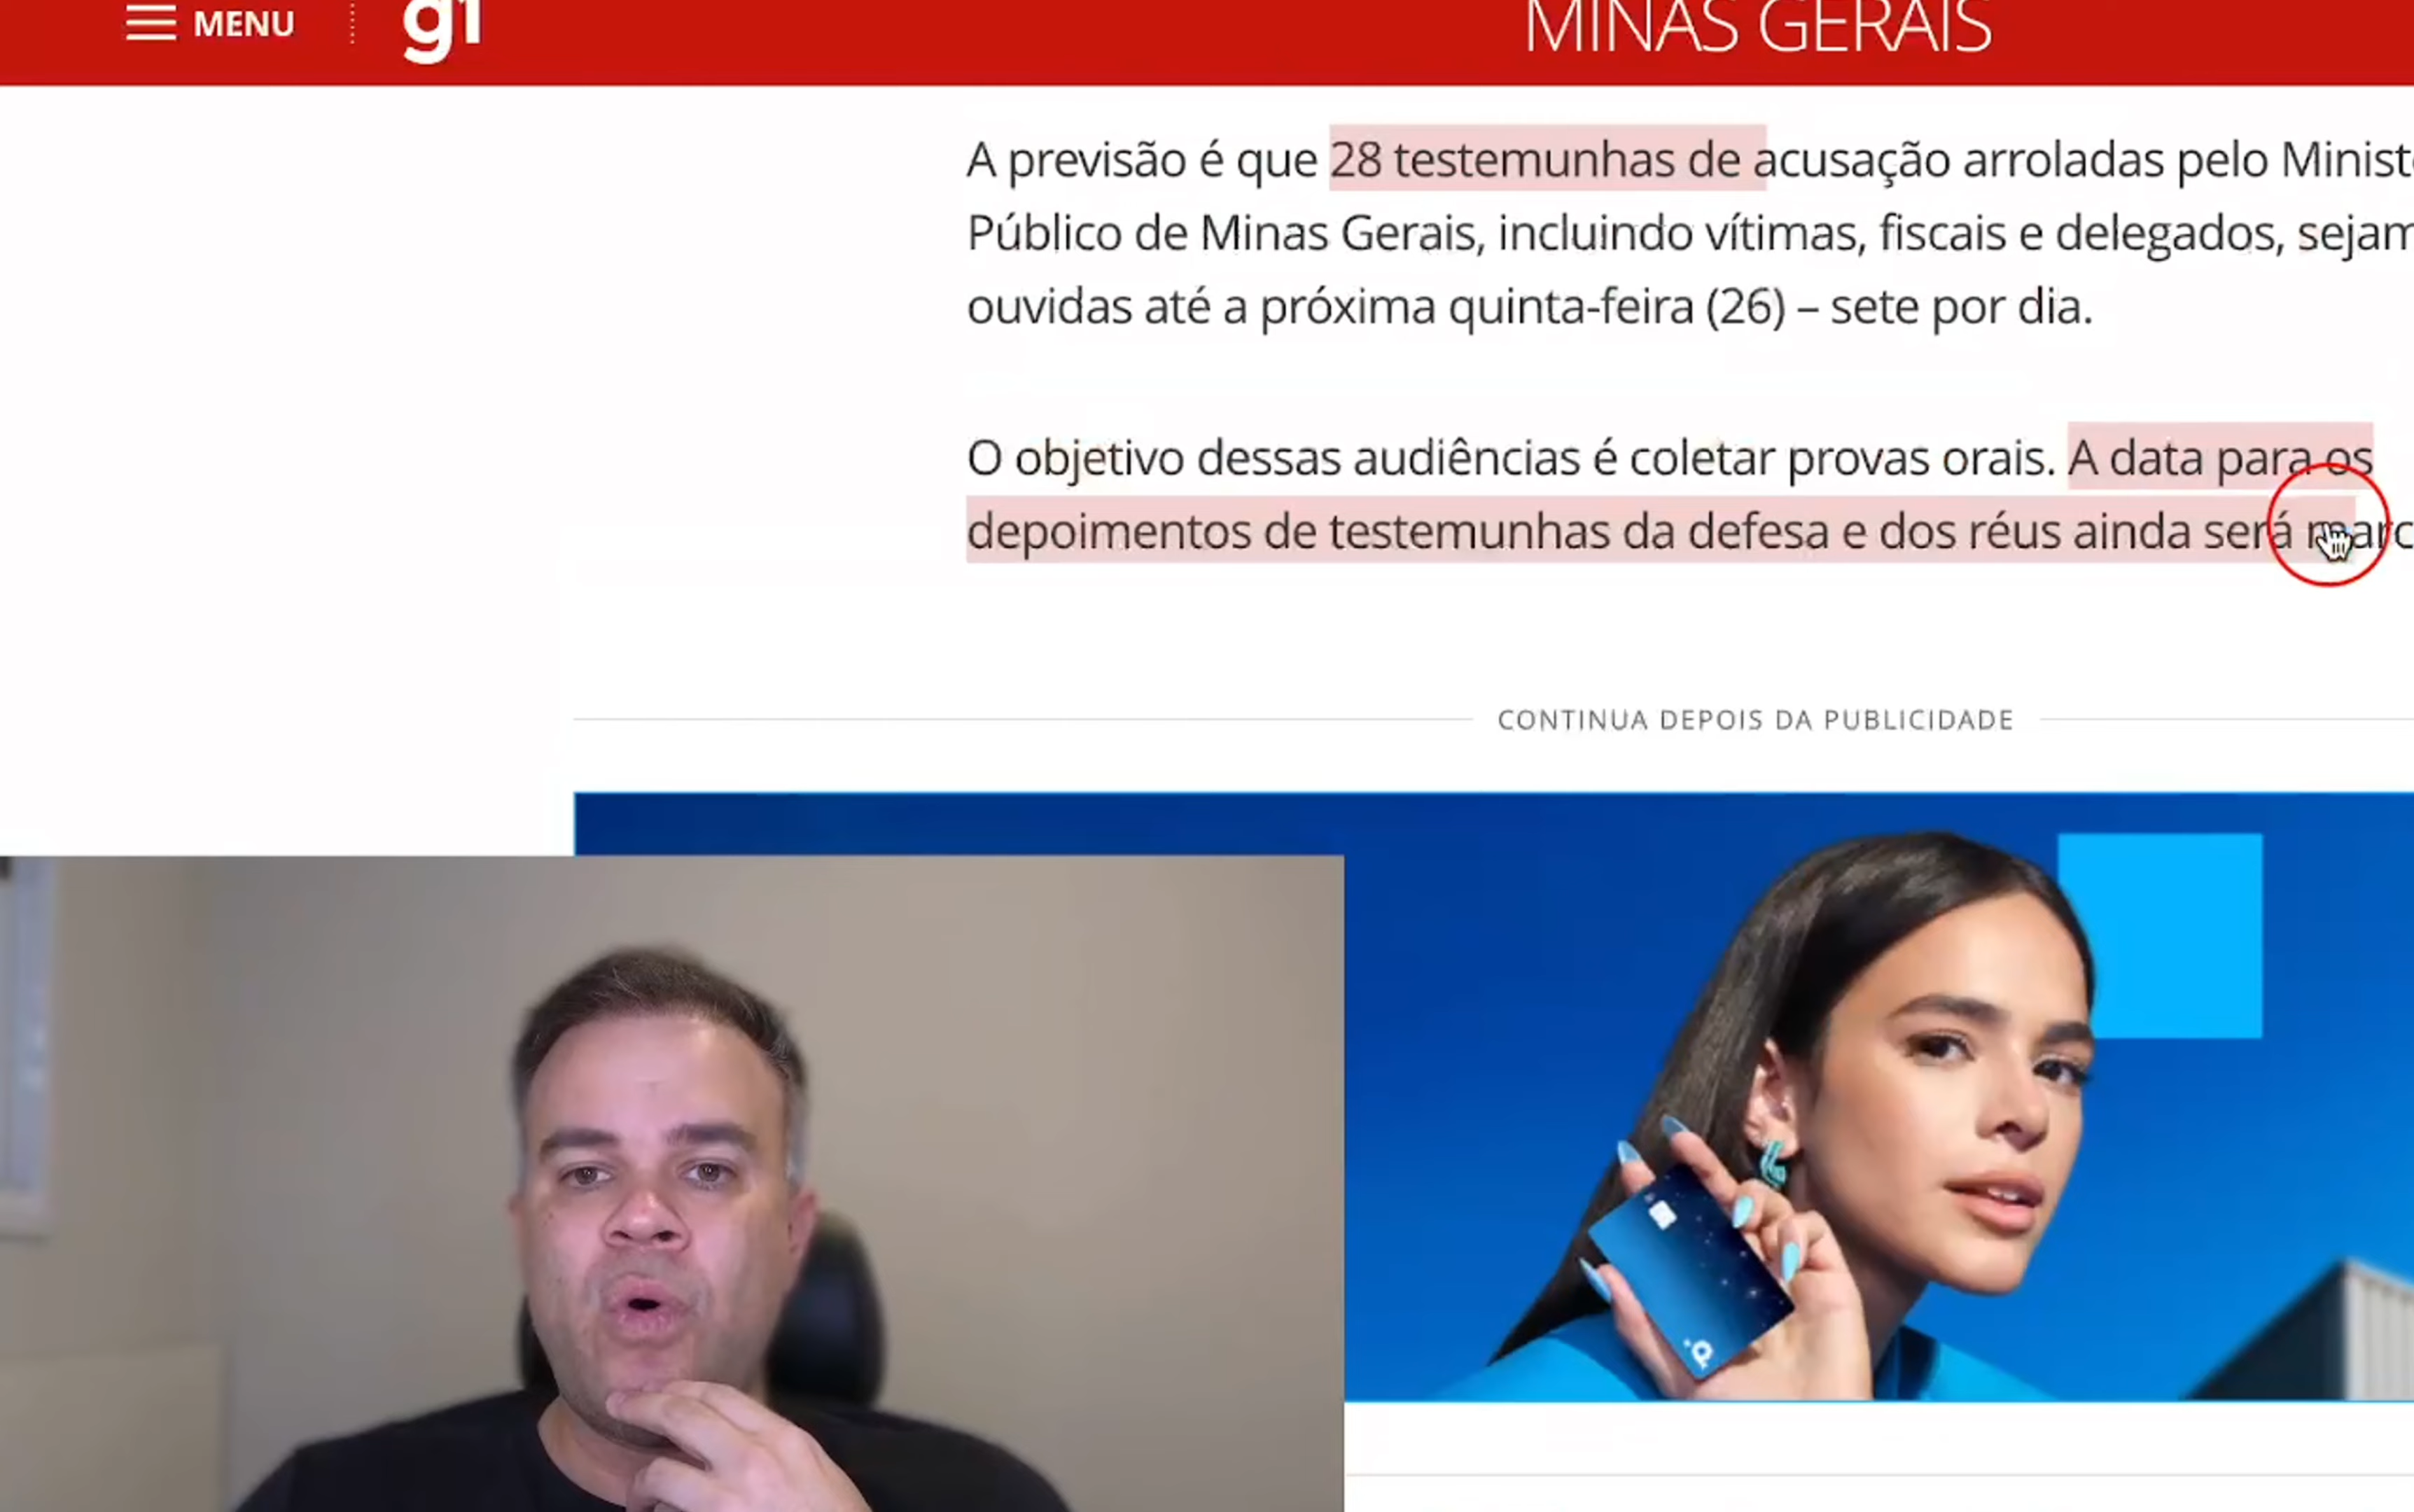 MENU
g1
MINAS GERAIS
A previsão é que 28 testemunhas de acusação arroladas pelo Minist
Público de Minas Gerais, incluindo vítimas, fiscais e delegados, sejam
ouvidas até a próxima quinta-feira (26) – sete por dia.
O objetivo dessas audiências é coletar provas orais. A data para os
depoimentos de testemunhas da defesa e dos réus ainda será marc
CONTINUA DEPOIS DA PUBLICIDADE